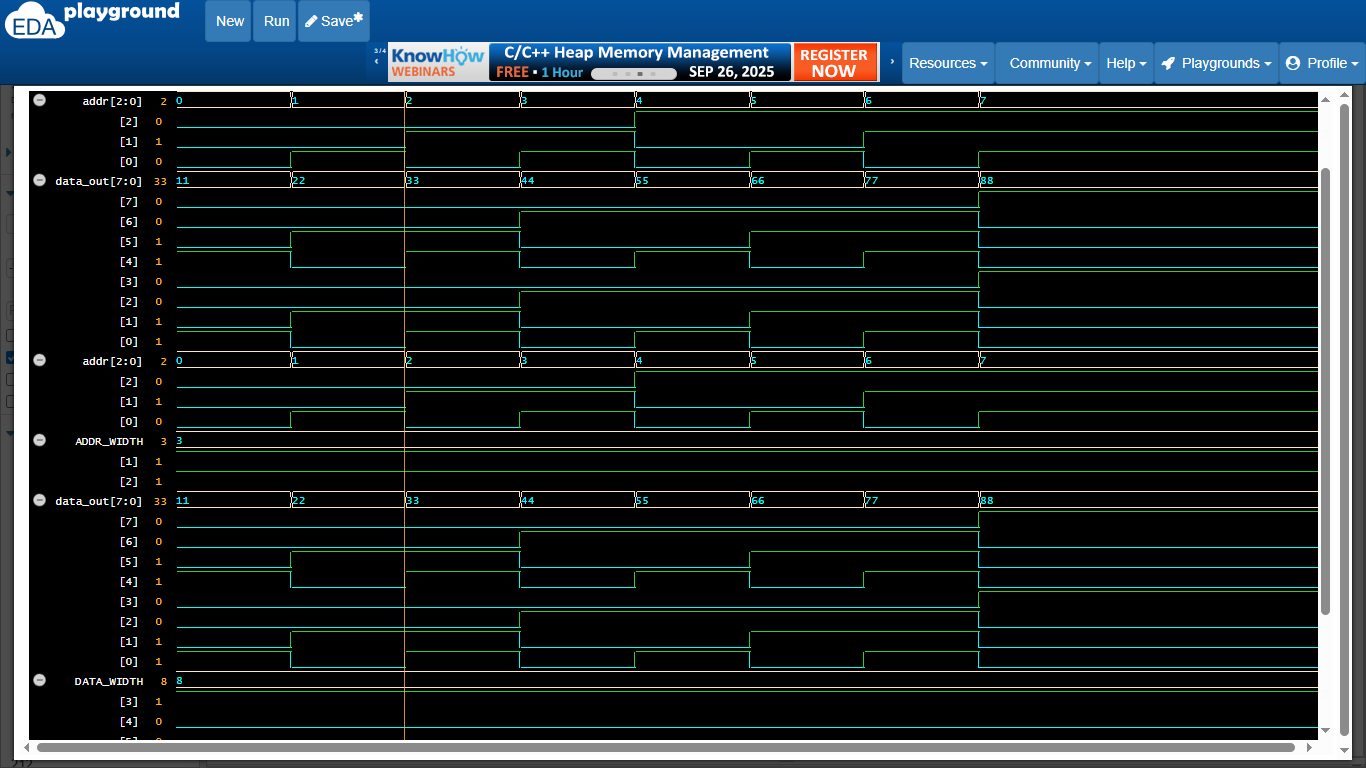 EDA playground
New Run Save*
3 / 4
KnowHow WEBINARS
C/C++ Heap Memory Management
FREE • 1 Hour SEP 26, 2025
REGISTER NOW
Resources Community Help Playgrounds Profile
addr[2:0] 2 0 1 2 3 4 5 6 7
[2] 0
[1] 1
[0] 0
data_out[7:0] 33 11 22 33 44 55 66 77 88
[7] 0
[6] 0
[5] 1
[4] 1
[3] 0
[2] 0
[1] 1
[0] 1
addr[2:0] 2 0 1 2 3 4 5 6 7
[2] 0
[1] 1
[0] 0
ADDR_WIDTH 3 3
[1] 1
[2] 1
data_out[7:0] 33 11 22 33 44 55 66 77 88
[7] 0
[6] 0
[5] 1
[4] 1
[3] 0
[2] 0
[1] 1
[0] 1
DATA_WIDTH 8 8
[3] 1
[4] 0